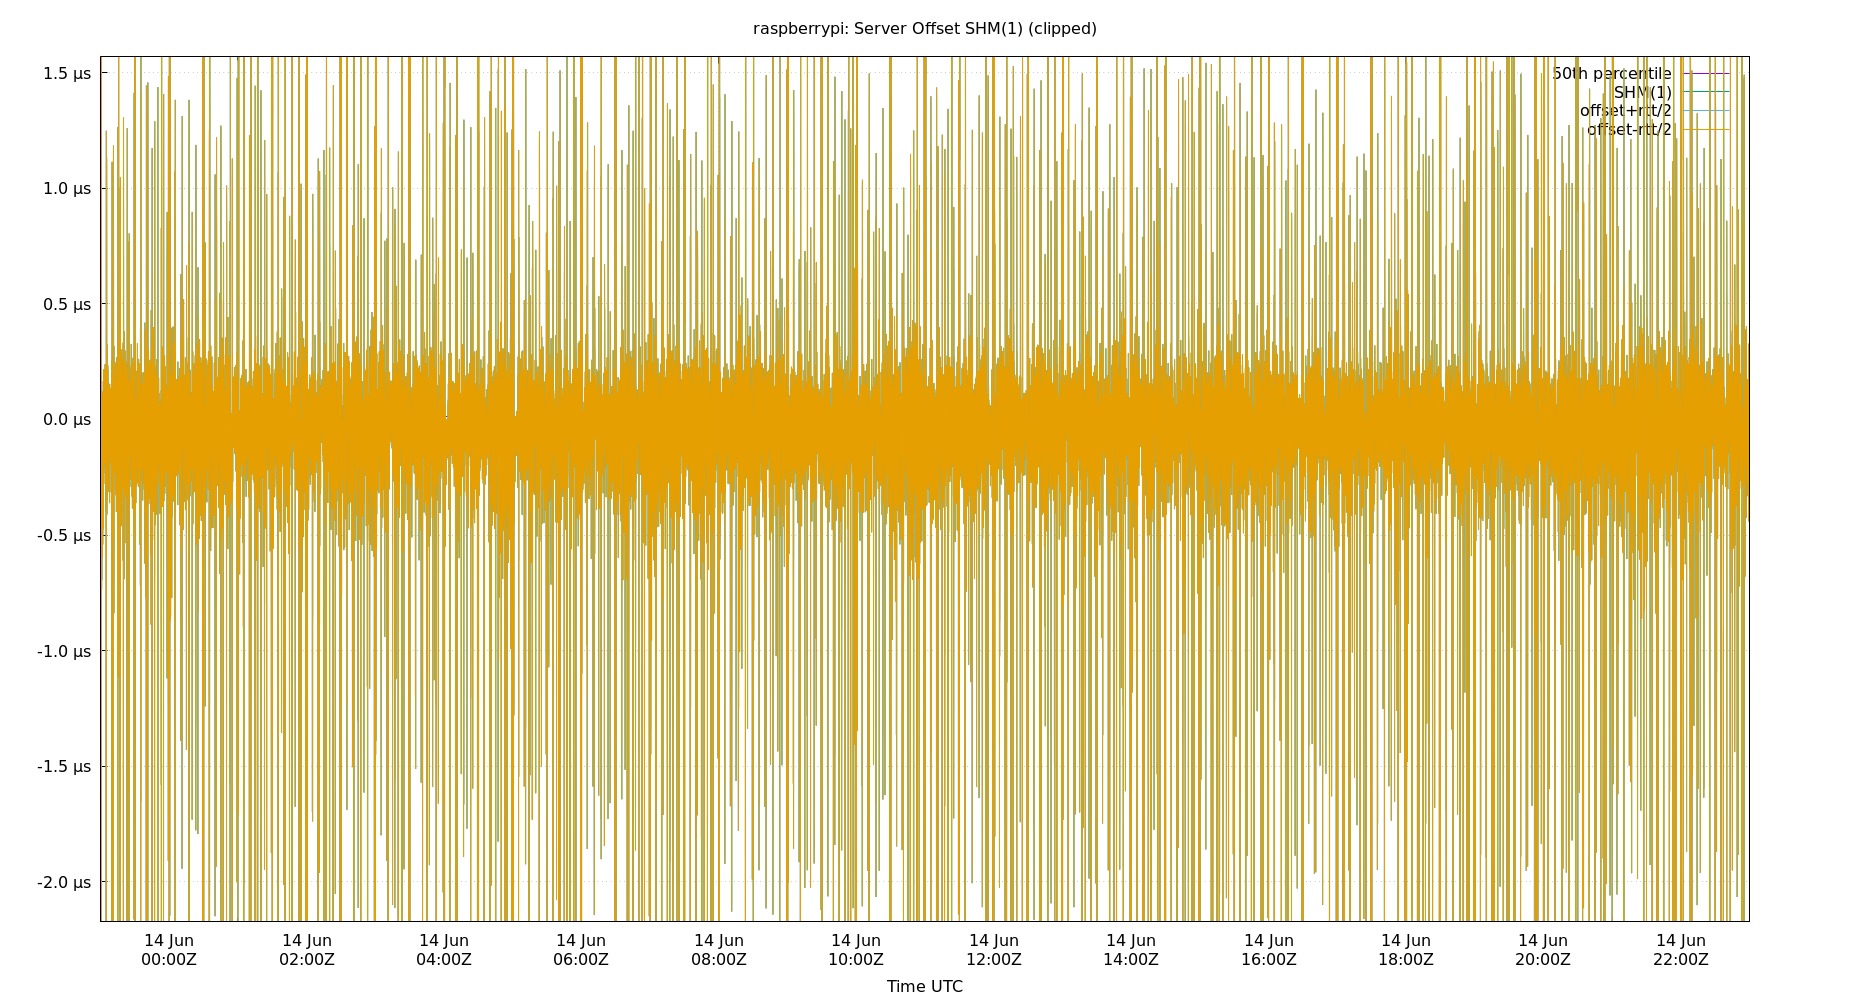 raspberrypi: Server Offset SHM(1) (clipped)
50th percentile
SHM(1)
offset+rtt/2
offset-rtt/2
1.5 µs
1.0 µs
0.5 µs
0.0 µs
-0.5 µs
-1.0 µs
-1.5 µs
-2.0 µs
14 Jun 14 Jun 14 Jun 14 Jun 14 Jun 14 Jun 14 Jun 14 Jun 14 Jun 14 Jun 14 Jun 14 Jun
00:00Z 02:00Z 04:00Z 06:00Z 08:00Z 10:00Z 12:00Z 14:00Z 16:00Z 18:00Z 20:00Z 22:00Z
Time UTC